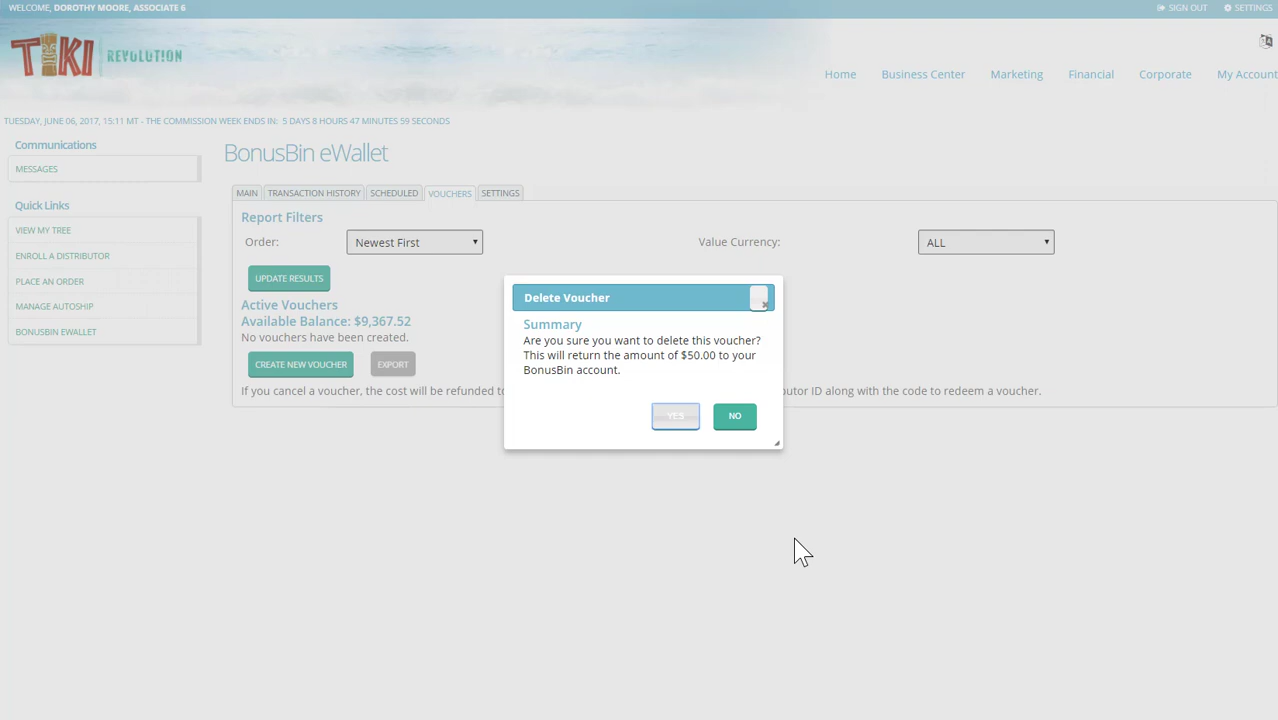 WELCOME, DOROTHY MOORE, ASSOCIATE 6
SIGN OUT
SETTINGS
TIKI REVOLUTION
Home
Business Center
Marketing
Financial
Corporate
My Account
TUESDAY, JUNE 06, 2017, 15:11 MT - THE COMMISSION WEEK ENDS IN: 5 DAYS 8 HOURS 47 MINUTES 59 SECONDS
Communications
MESSAGES
Quick Links
VIEW MY TREE
ENROLL A DISTRIBUTOR
PLACE AN ORDER
MANAGE AUTOSHIP
BONUSBIN EWALLET
BonusBin eWallet
MAIN
TRANSACTION HISTORY
SCHEDULED
VOUCHERS
SETTINGS
Report Filters
Order:
Newest First
Value Currency:
ALL
UPDATE RESULTS
Active Vouchers
Available Balance: $9,367.52
No vouchers have been created.
CREATE NEW VOUCHER
EXPORT
If you cancel a voucher, the cost will be refunded to
utor ID along with the code to redeem a voucher.
Delete Voucher
Summary
Are you sure you want to delete this voucher?
This will return the amount of $50.00 to your
BonusBin account.
YES
NO